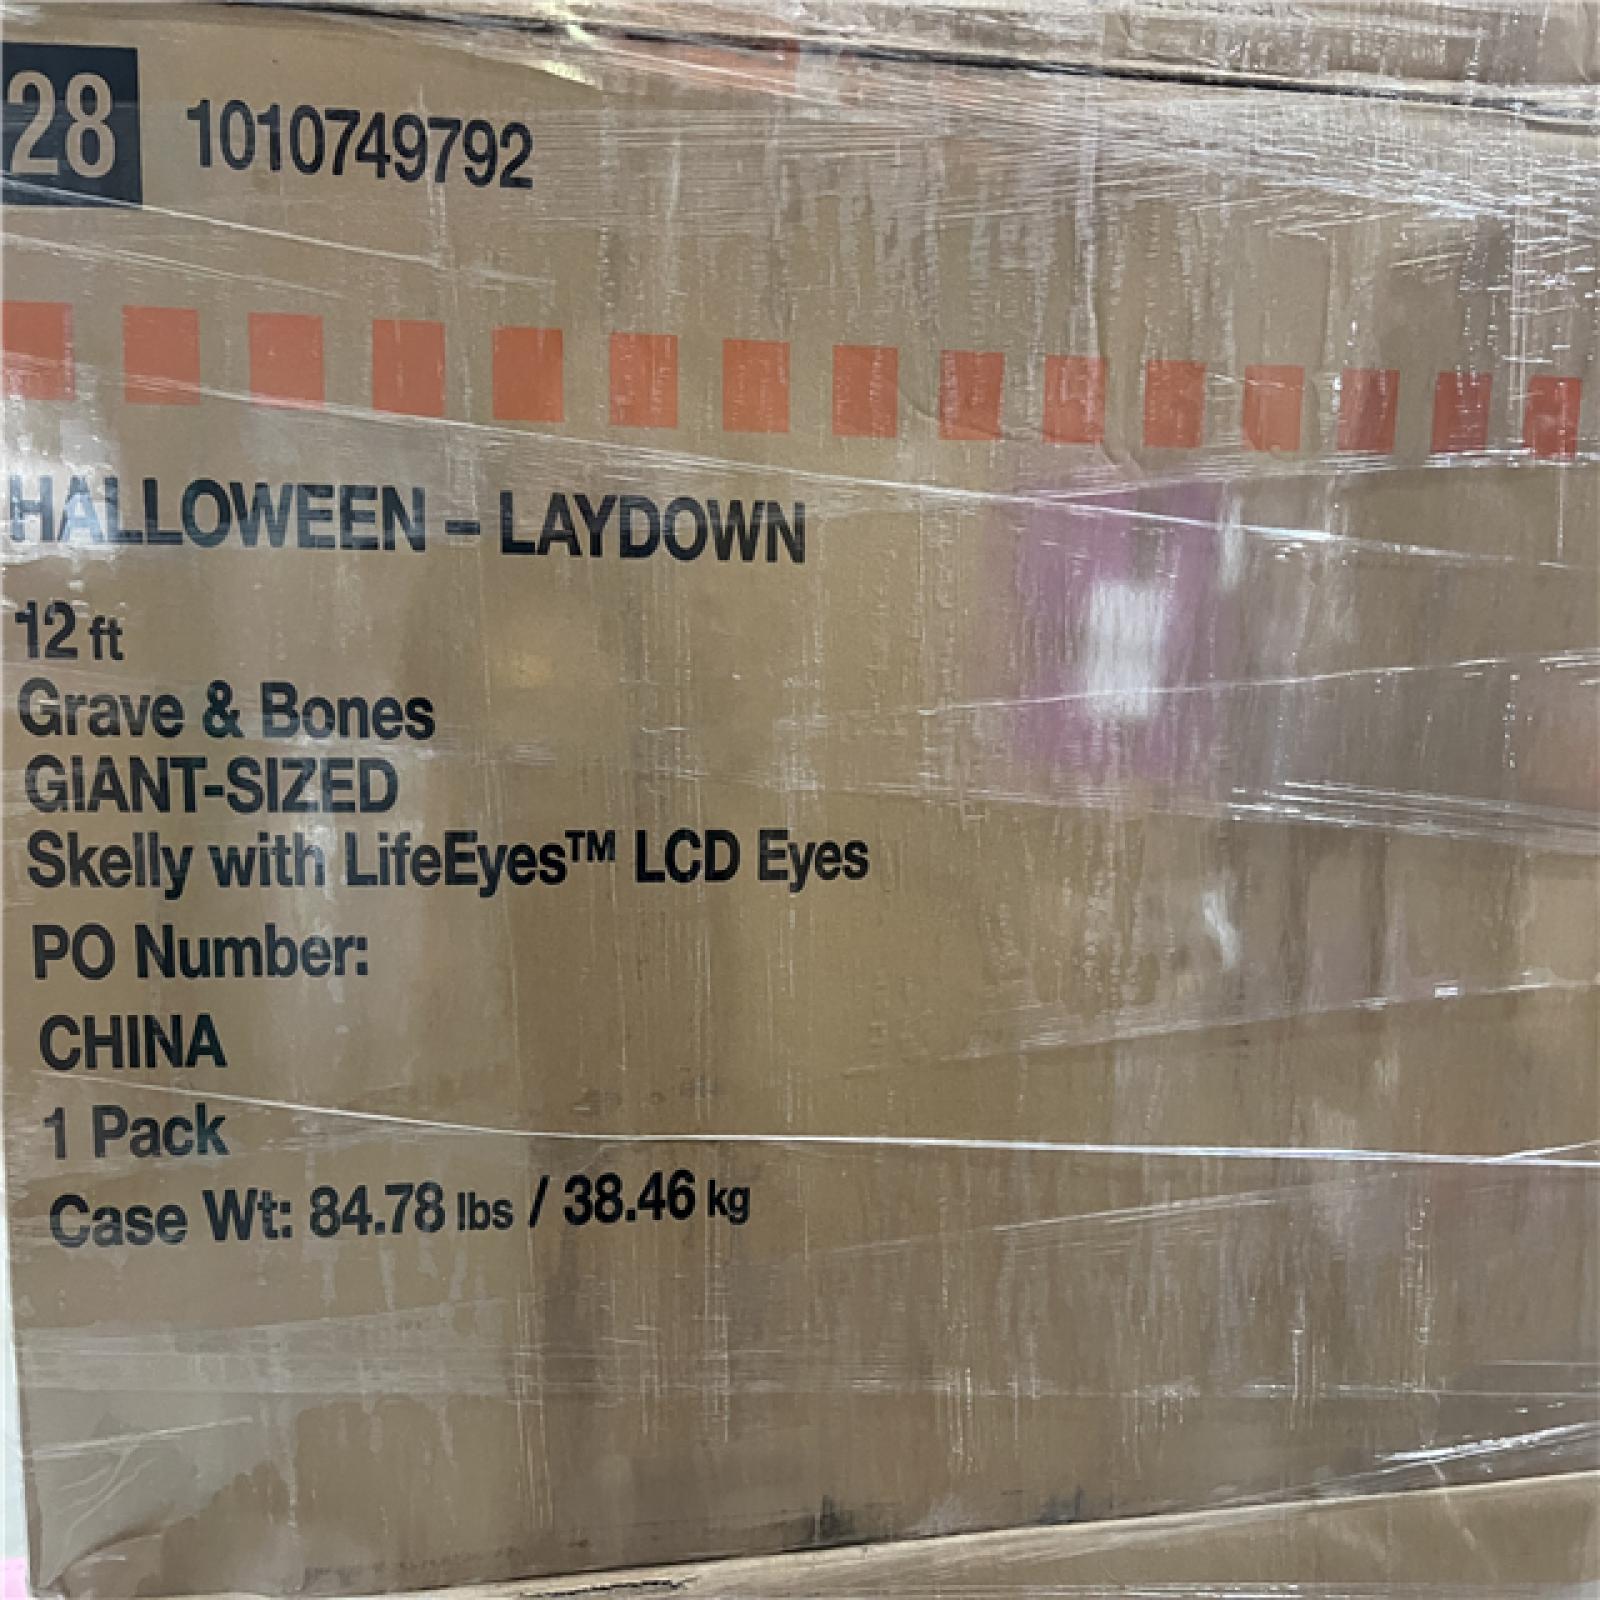 28 1010749792
HALLOWEEN – LAYDOWN
12 ft
Grave & Bones
GIANT-SIZED
Skelly with LifeEyes™ LCD Eyes
PO Number:
CHINA
1 Pack
Case Wt: 84.78 lbs / 38.46 kg